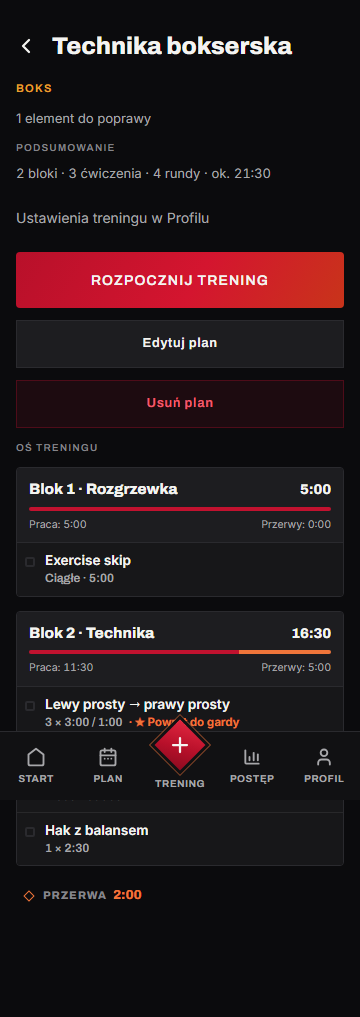 Technika bokserska
BOKS
1 element do poprawy
PODSUMOWANIE
2 bloki · 3 ćwiczenia · 4 rundy · ok. 21:30
Ustawienia treningu w Profilu
ROZPOCZNIJ TRENING
Edytuj plan
Usuń plan
OŚ TRENINGU
Blok 1 · Rozgrzewka 5:00
Praca: 5:00 Przerwy: 0:00
Exercise skip
Ciągłe · 5:00
Blok 2 · Technika 16:30
Praca: 11:30 Przerwy: 5:00
Lewy prosty → prawy prosty
3 × 3:00 / 1:00 · ★ do gardy
START PLAN TRENING POSTĘP PROFIL
Hak z balansem
1 × 2:30
PRZERWA 2:00